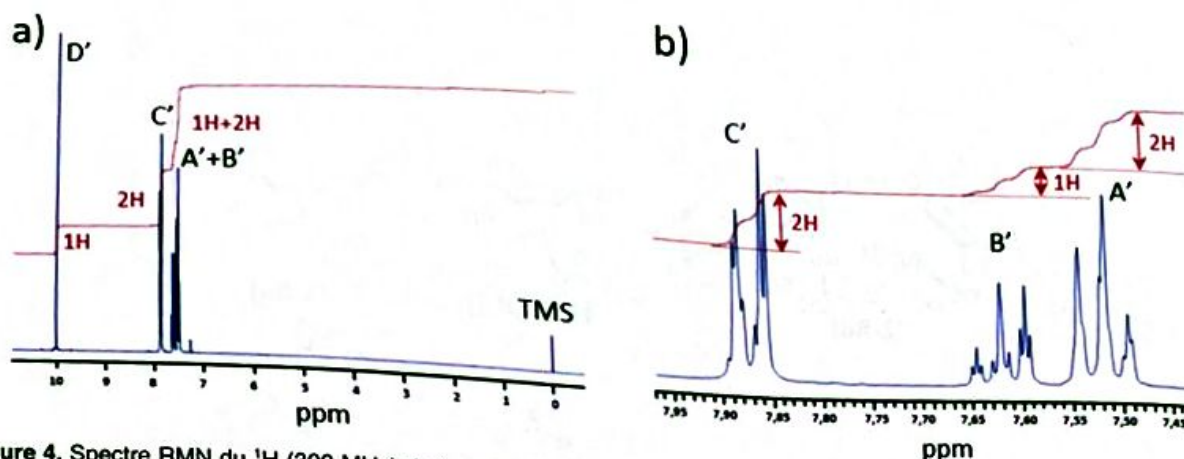 a)
D'
C'
1H+2H
A'+B'
2H
1H
TMS
10 9 8 7 6 5 4 3 2 1 0
ppm
b)
C'
2H
1H
A'
2H
B'
7,95 7,90 7,85 7,80 7,75 7,70 7,65 7,60 7,55 7,50 7,45
ppm
ure 4. Spectre RMN du ¹H